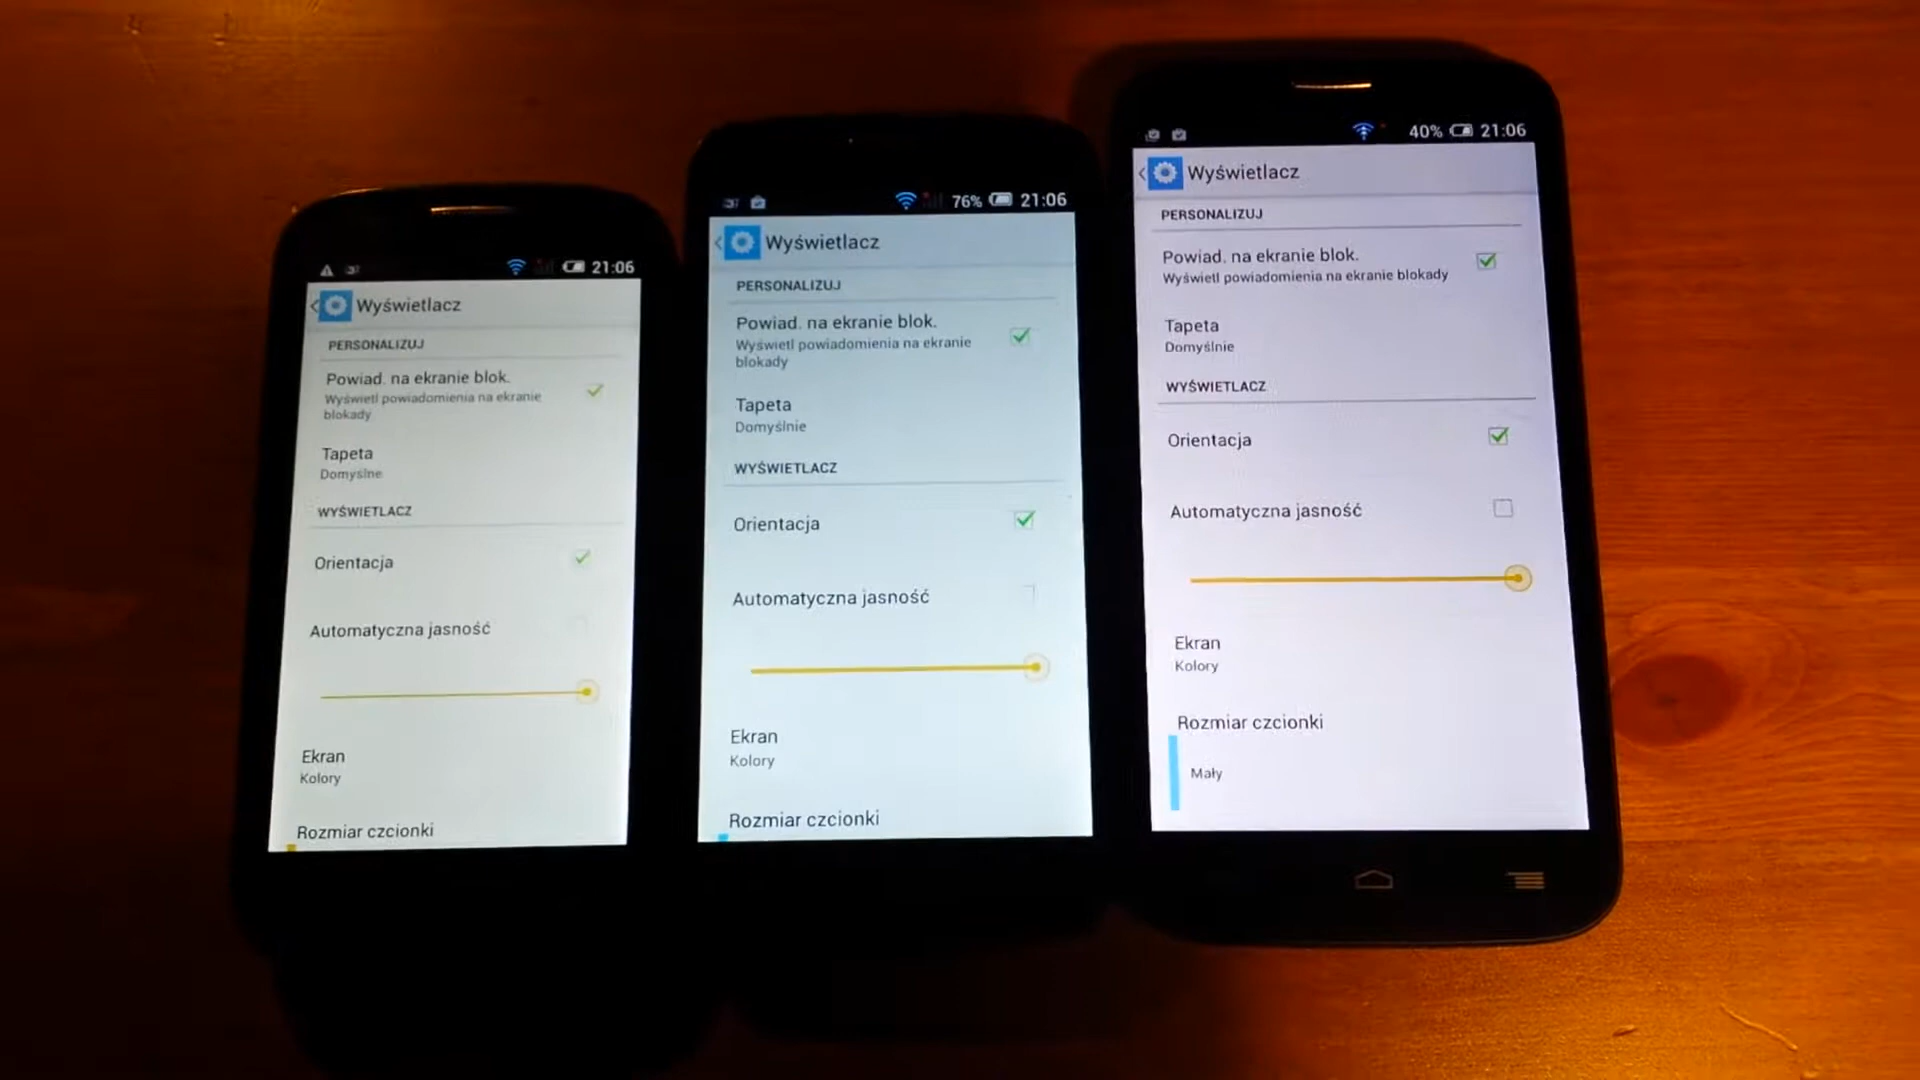 21:06
Wyświetlacz
PERSONALIZUJ
Powiad. na ekranie blok.
Wyświetl powiadomienia na ekranie
blokady
Tapeta
Domyślne
WYŚWIETLACZ
Orientacja
Automatyczna jasność
Ekran
Kolory
Rozmiar czcionki
76% 21:06
Wyświetlacz
PERSONALIZUJ
Powiad. na ekranie blok.
Wyświetl powiadomienia na ekranie
blokady
Tapeta
Domyślnie
WYŚWIETLACZ
Orientacja
Automatyczna jasność
Ekran
Kolory
Rozmiar czcionki
40% 21:06
Wyświetlacz
PERSONALIZUJ
Powiad. na ekranie blok.
Wyświetl powiadomienia na ekranie blokady
Tapeta
Domyślnie
WYŚWIETLACZ
Orientacja
Automatyczna jasność
Ekran
Kolory
Rozmiar czcionki
Mały